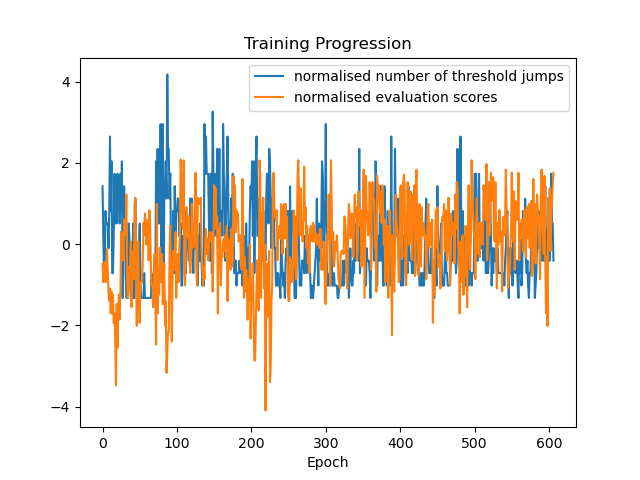 Training Progression
normalised number of threshold jumps
normalised evaluation scores
4
2
0
−2
−4
0 100 200 300 400 500 600
Epoch